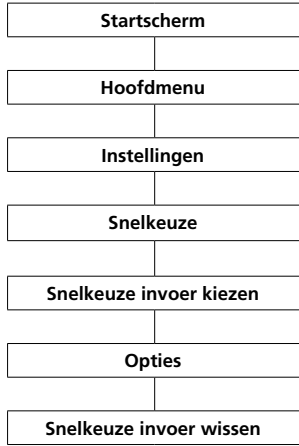 Startscherm
Hoofdmenu
Instellingen
Snelkeuze
Snelkeuze invoer kiezen
Opties
Snelkeuze invoer wissen